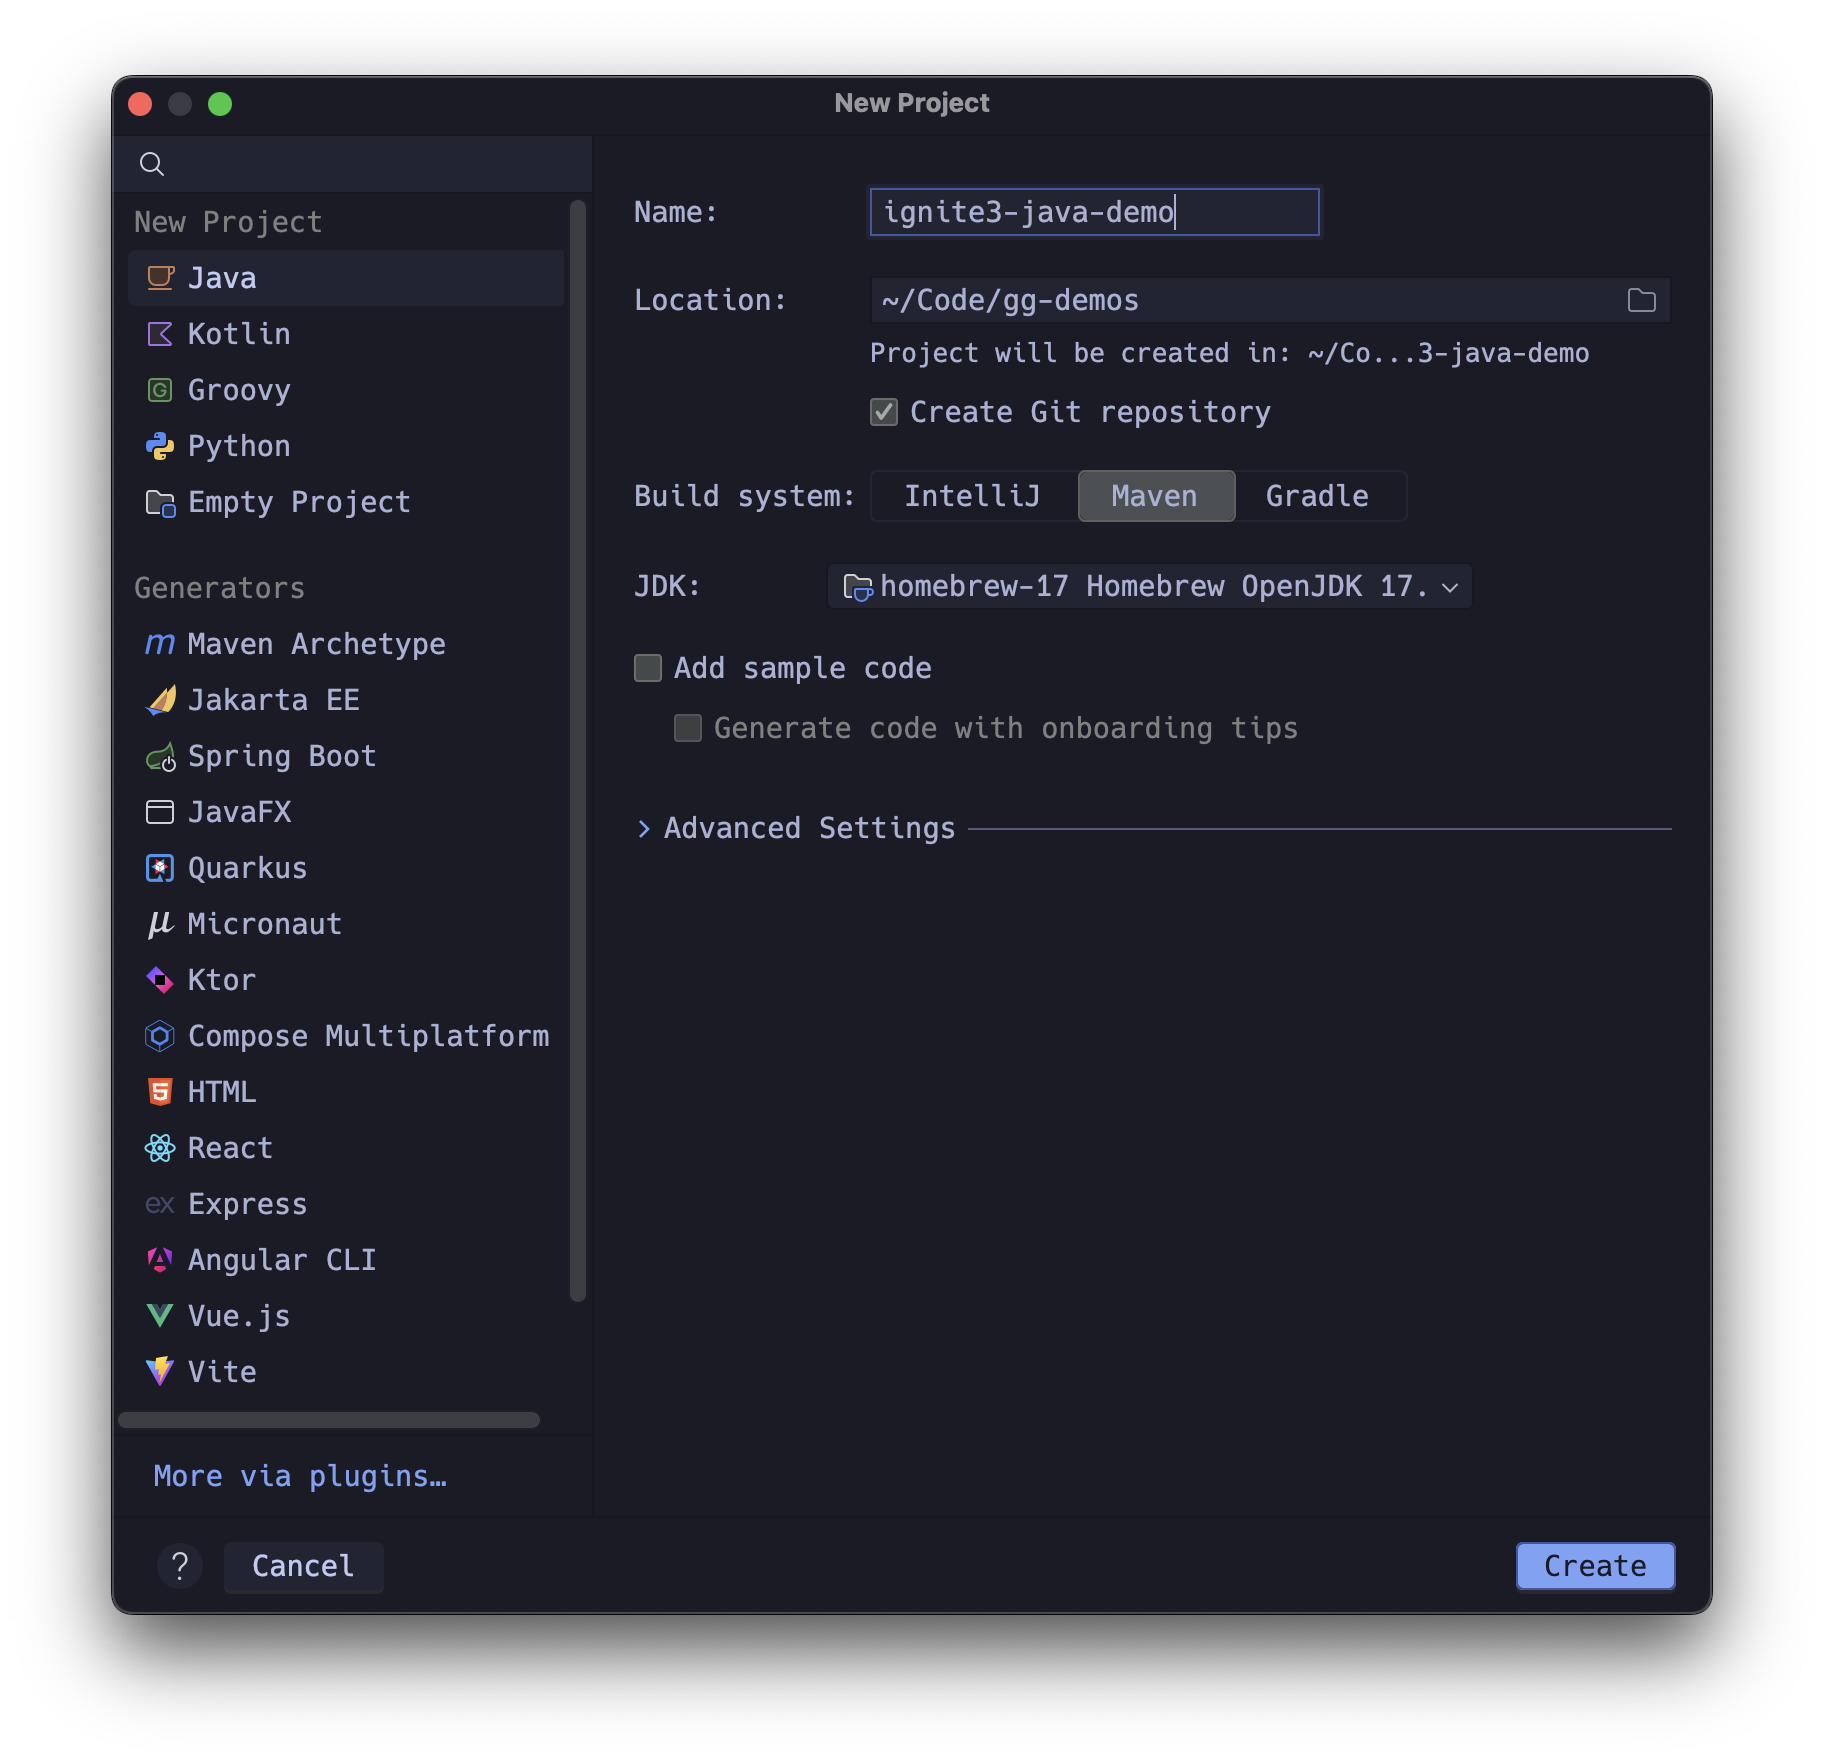 New Project
New Project
Java
Kotlin
Groovy
Python
Empty Project
Generators
Maven Archetype
Jakarta EE
Spring Boot
JavaFX
Quarkus
Micronaut
Ktor
Compose Multiplatform
HTML
React
ex Express
Angular CLI
Vue.js
Vite
More via plugins…
Name: ignite3-java-demo
Location: ~/Code/gg-demos
Project will be created in: ~/Co...3-java-demo
Create Git repository
Build system: IntelliJ Maven Gradle
JDK: homebrew-17 Homebrew OpenJDK 17.
Add sample code
Generate code with onboarding tips
Advanced Settings
? Cancel Create